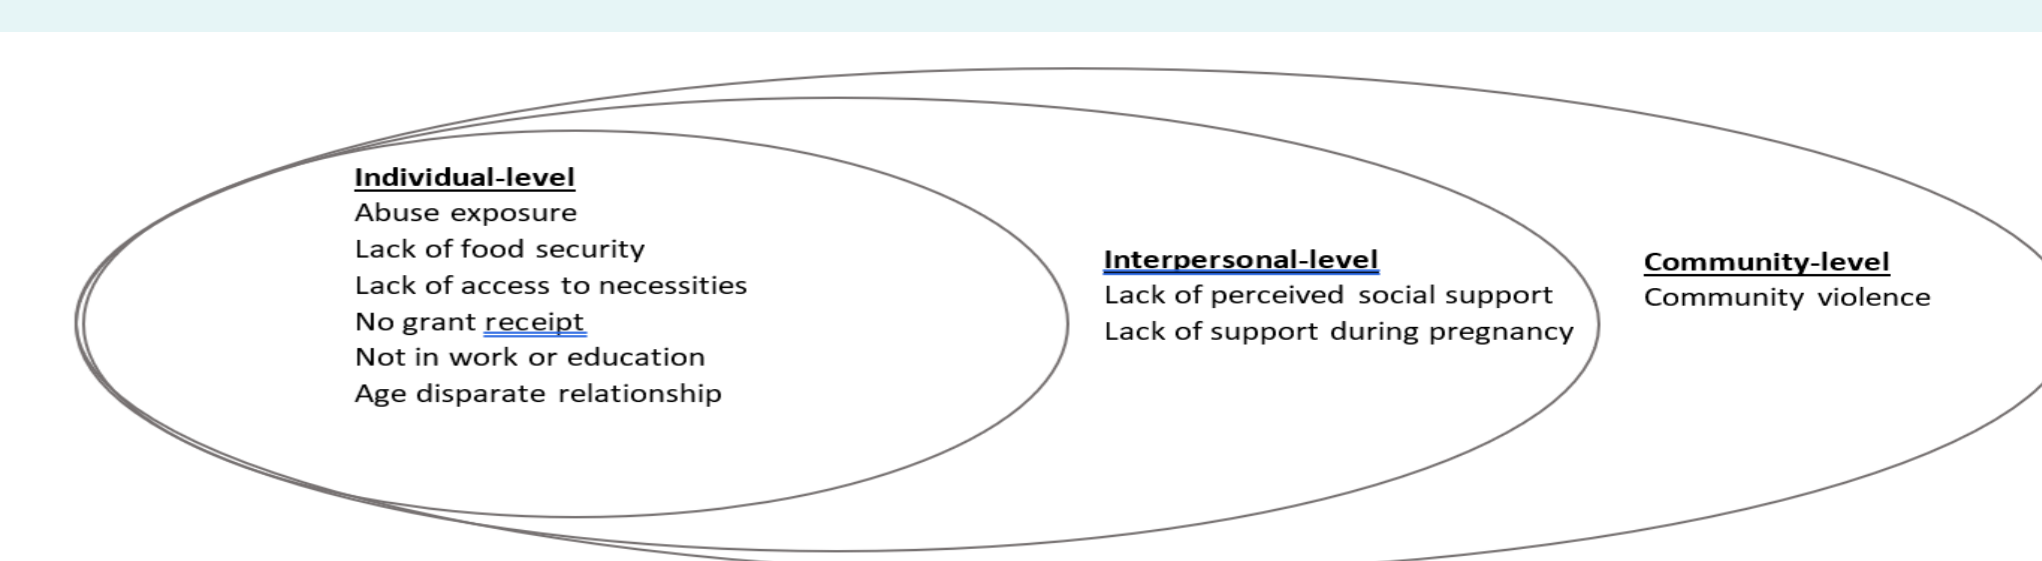 Individual-level
Abuse exposure
Lack of food security
Lack of access to necessities
No grant receipt
Not in work or education
Age disparate relationship
Interpersonal-level
Lack of perceived social support
Lack of support during pregnancy
Community-level
Community violence